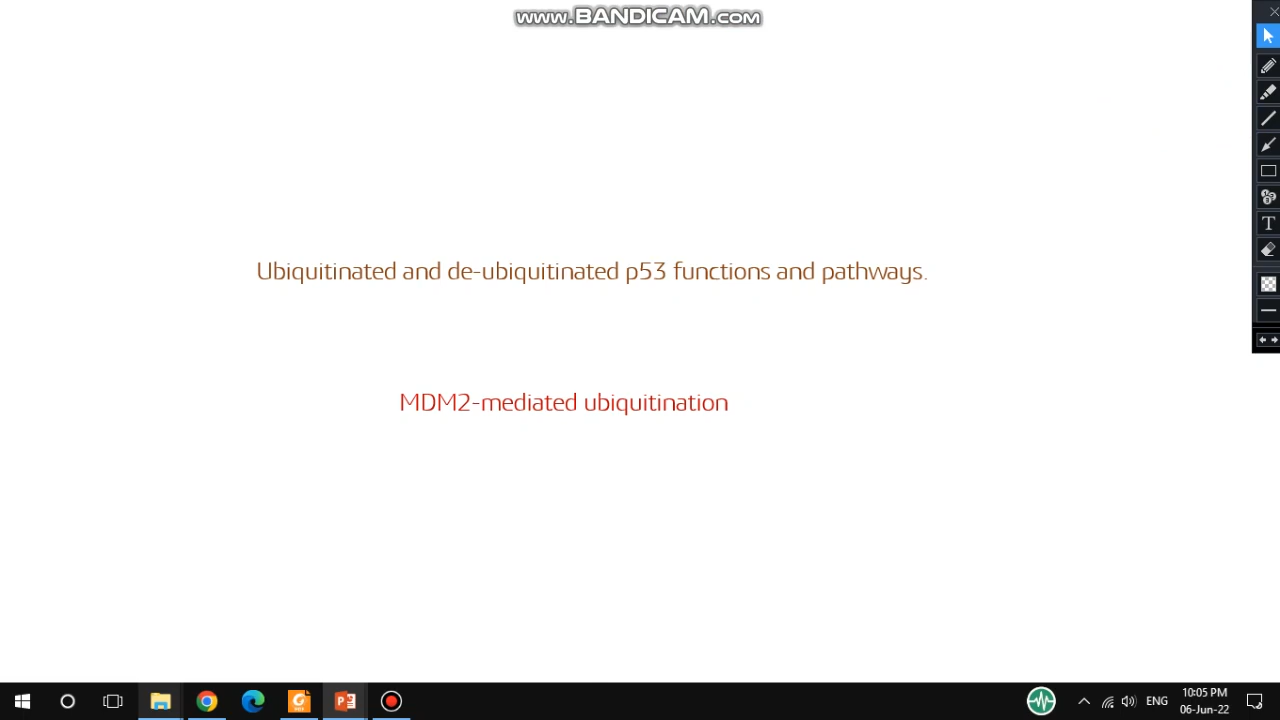 www.BANDICAM.com
Ubiquitinated and de-ubiquitinated p53 functions and pathways.
MDM2-mediated ubiquitination
ENG
10:05 PM
06-Jun-22